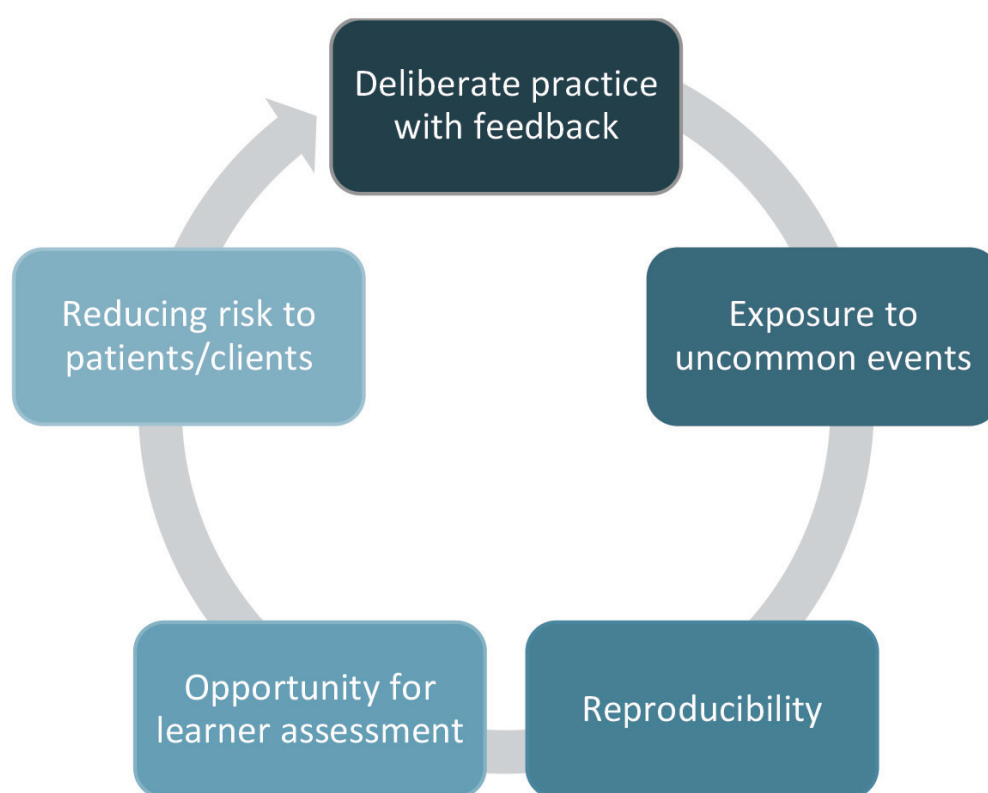 Deliberate practice
with feedback
Exposure to
uncommon events
Reproducibility
Opportunity for
learner assessment
Reducing risk to
patients/clients